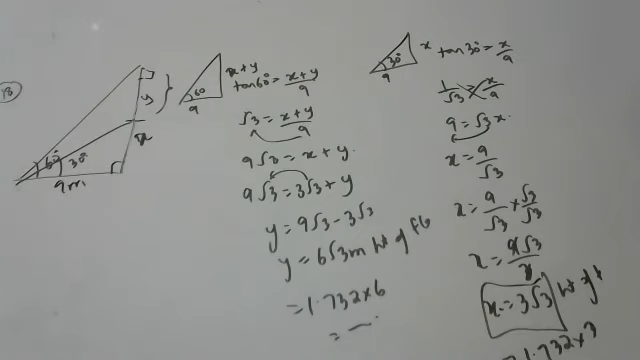 y
x
60°
30°
9m
60°
9
x+y
tan60° = x+y/9
√3 = x+y/9
9√3 = x+y
9√3 = 3√3 + y
y = 9√3 - 3√3
y = 6√3 m ht of
= 1.732×6
=
30°
9
x
tan30° = x/9
1/√3 = x/9
9 = √3 x
x = 9/√3
x = 9/√3 × √3/√3
x = 9√3/3
x = 3√3 ht of
= 1.732×3